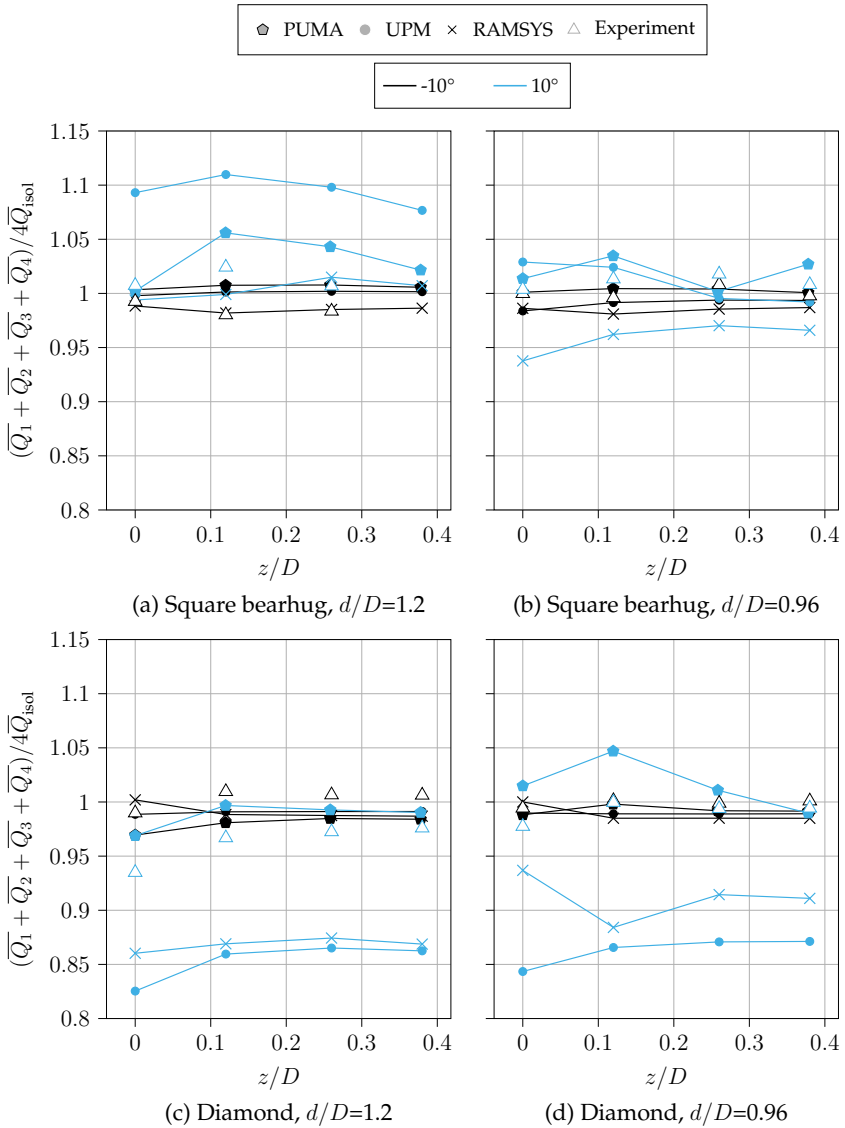 PUMA UPM RAMSYS Experiment
-10° 10°
(Q̅1 + Q̅2 + Q̅3 + Q̅4)/4Q̅isol
1.15
1.1
1.05
1
0.95
0.9
0.85
0.8
0 0.1 0.2 0.3 0.4
z/D
(a) Square bearhug, d/D=1.2
0 0.1 0.2 0.3 0.4
z/D
(b) Square bearhug, d/D=0.96
(Q̅1 + Q̅2 + Q̅3 + Q̅4)/4Q̅isol
1.15
1.1
1.05
1
0.95
0.9
0.85
0.8
0 0.1 0.2 0.3 0.4
z/D
(c) Diamond, d/D=1.2
0 0.1 0.2 0.3 0.4
z/D
(d) Diamond, d/D=0.96